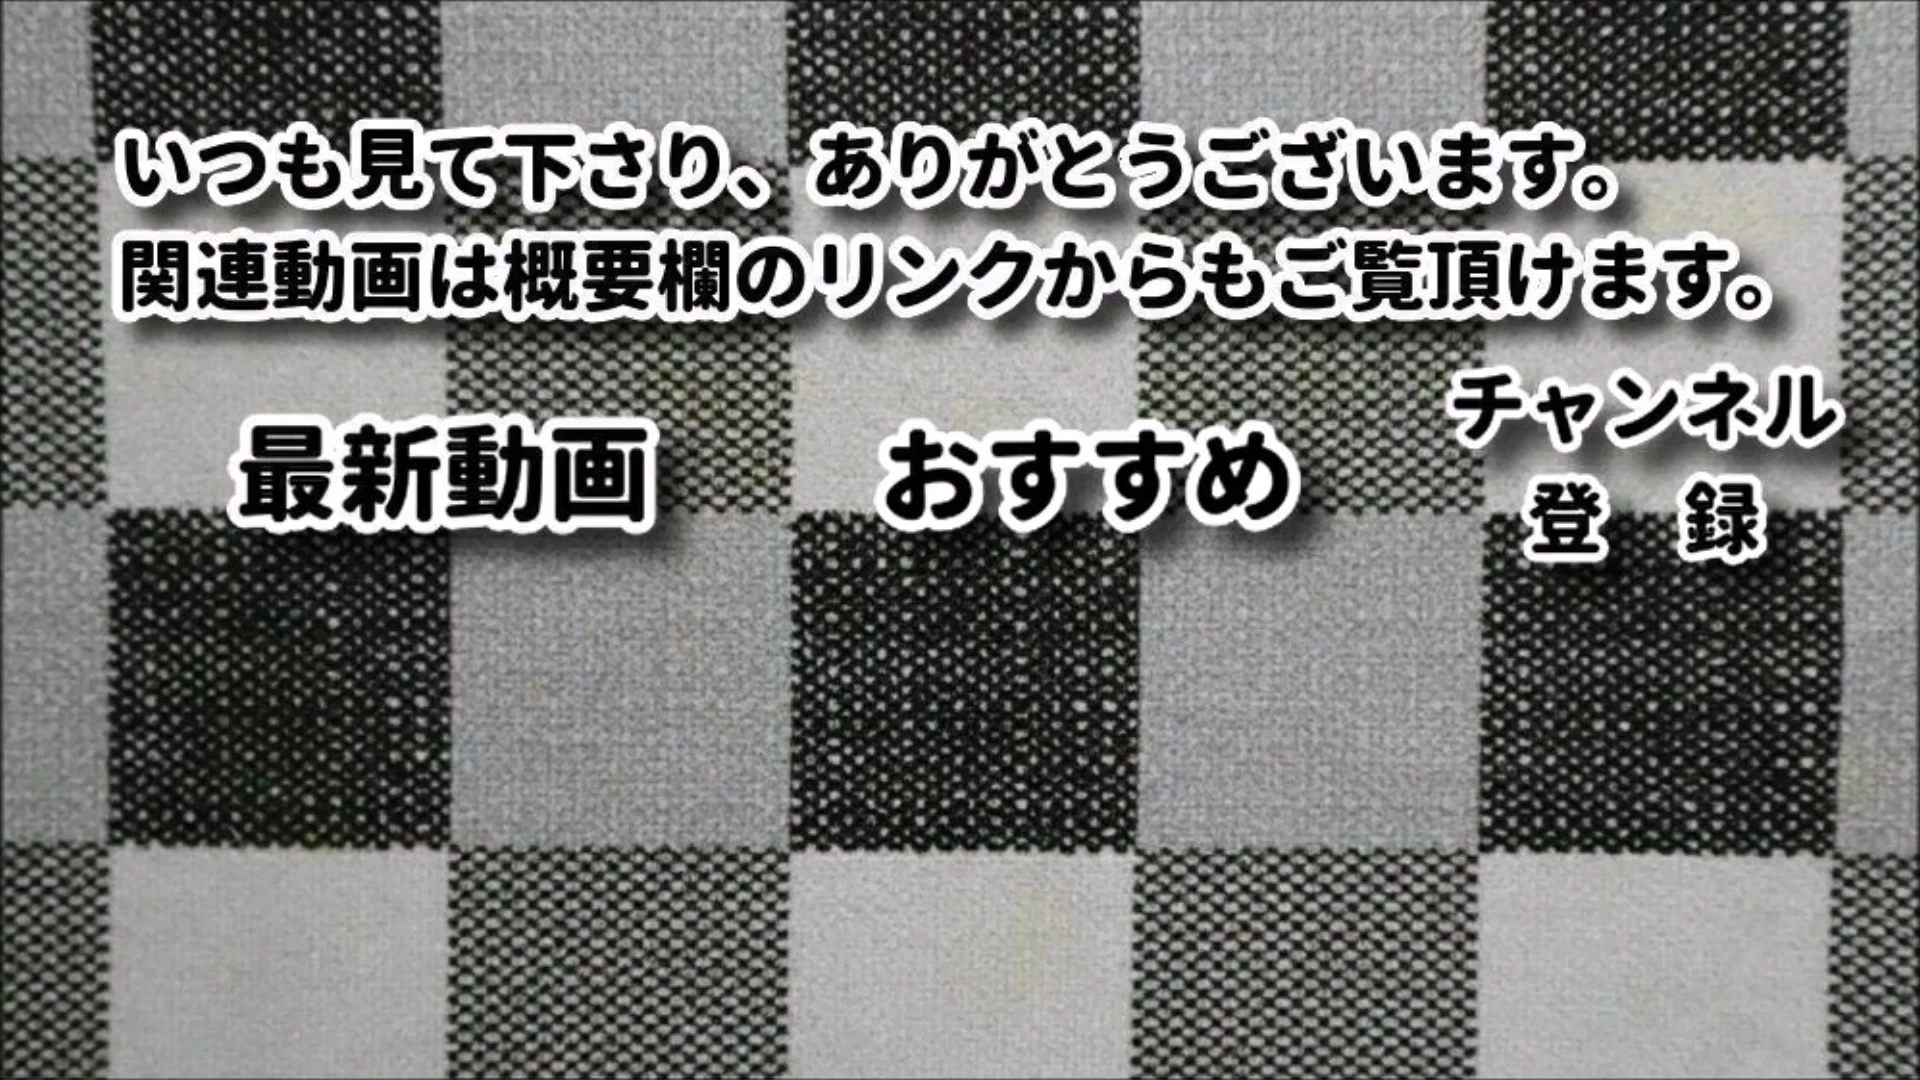 いつも見て下さり、ありがとうございます。
関連動画は概要欄のリンクからもご覧頂けます。
最新動画
おすすめ
チャンネル
登　録